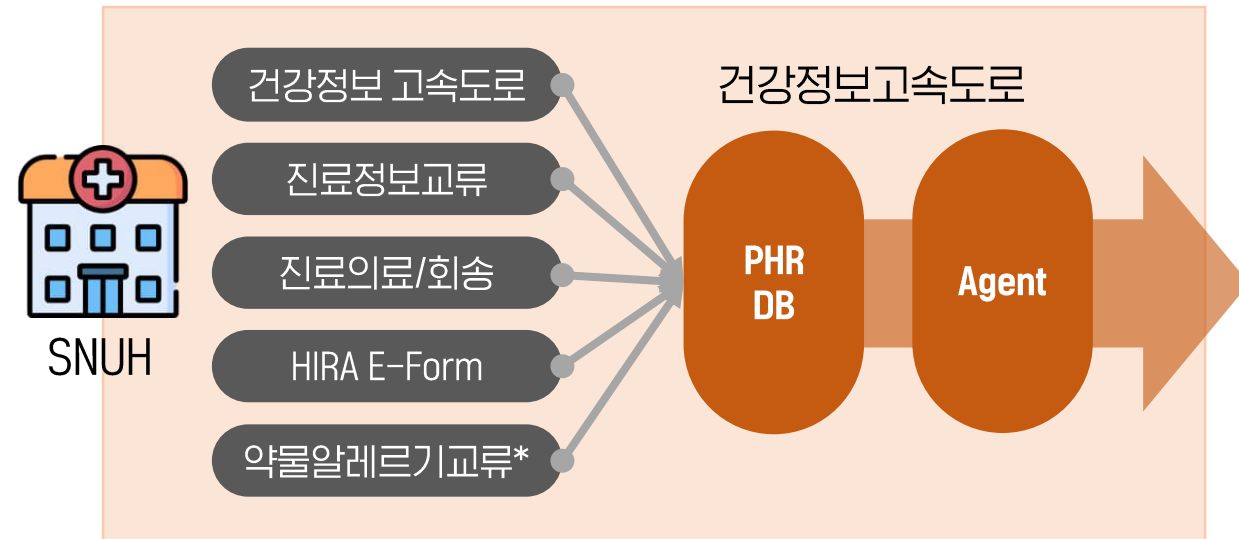 건강정보 고속도로
진료정보교류
진료의료/회송
HIRA E-Form
약물알레르기교류*
SNUH
건강정보고속도로
PHR
DB
Agent